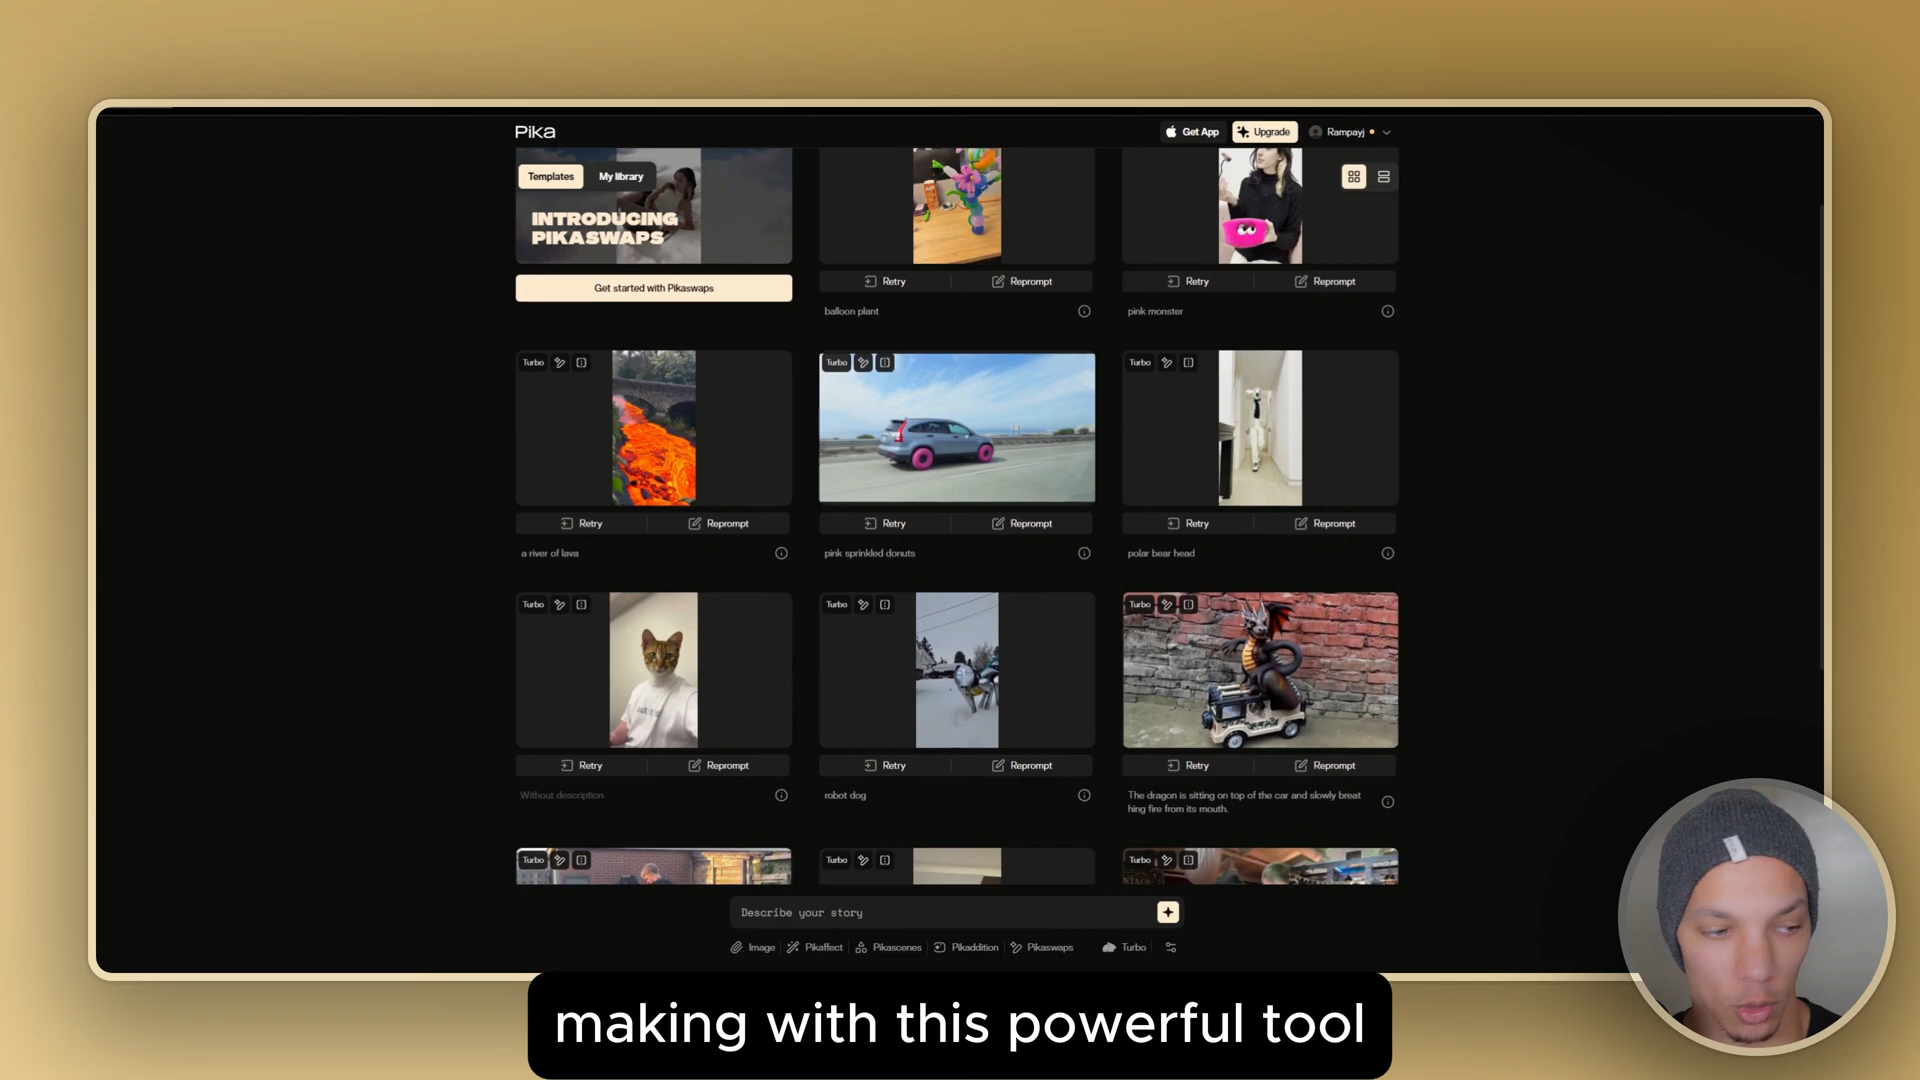 Pika
Get App
Upgrade
Rampayj
Templates
My library
INTRODUCING
PIKASWAPS
Get started with Pikaswaps
Retry
Reprompt
balloon plant
Retry
Reprompt
pink monster
Turbo
Retry
Reprompt
a river of lava
Turbo
Retry
Reprompt
pink sprinkled donuts
Turbo
Retry
Reprompt
polar bear head
Turbo
Retry
Reprompt
Without description
Turbo
Retry
Reprompt
robot dog
Turbo
Retry
Reprompt
The dragon is sitting on top of the car and slowly breat
hing fire from its mouth.
Turbo
Turbo
Turbo
Describe your story
Image
Pikaffect
Pikascenes
Pikaddition
Pikaswaps
Turbo
making with this powerful tool